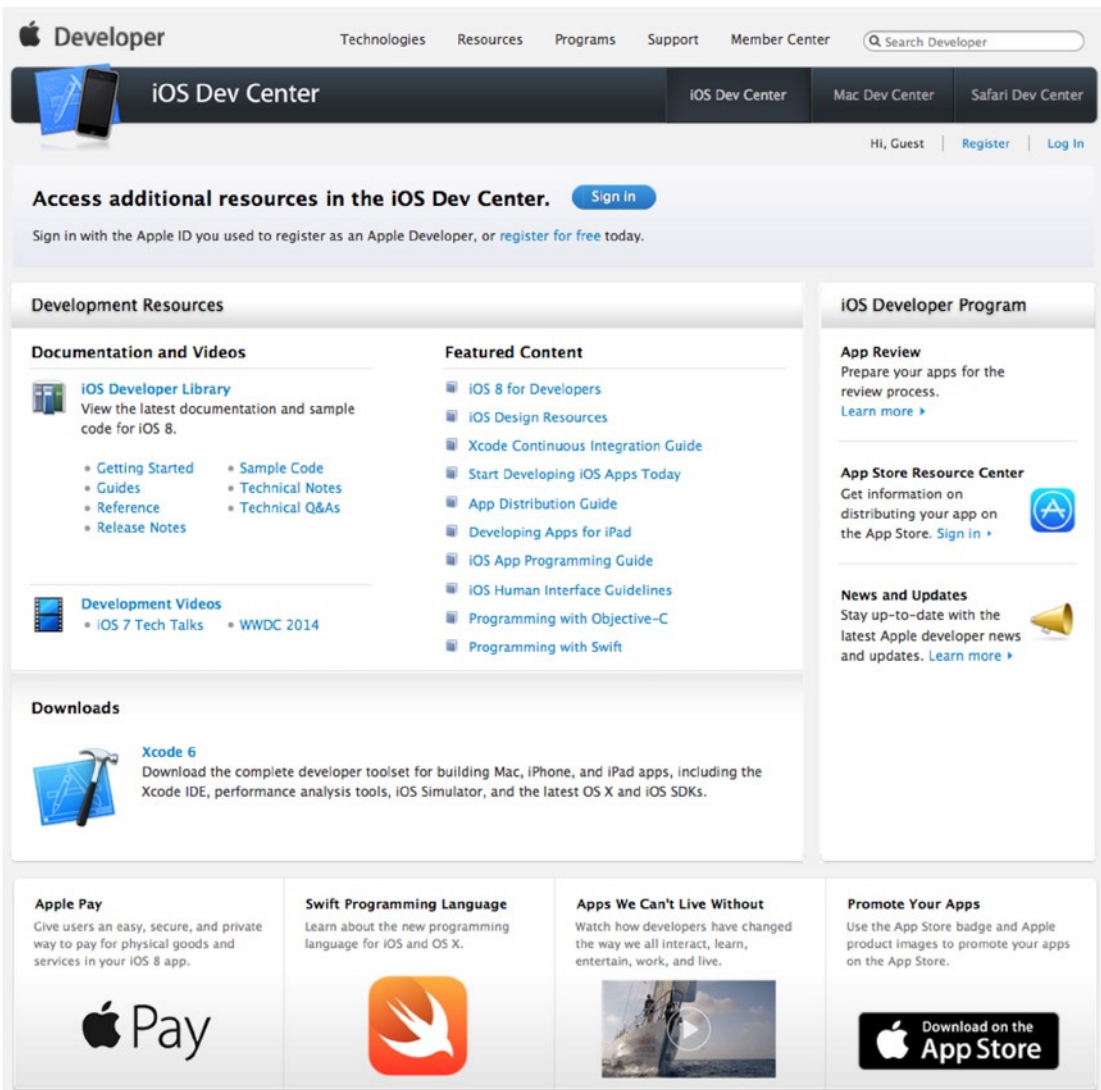 Developer
Technologies Resources Programs Support Member Center Search Developer
iOS Dev Center
iOS Dev Center Mac Dev Center Safari Dev Center
Hi, Guest Register Log In
Access additional resources in the iOS Dev Center. Sign in
Sign in with the Apple ID you used to register as an Apple Developer, or register for free today.
Development Resources
Documentation and Videos
iOS Developer Library
View the latest documentation and sample
code for iOS 8.
Getting Started
Guides
Reference
Release Notes
Sample Code
Technical Notes
Technical Q&As
Development Videos
iOS 7 Tech Talks WWDC 2014
Featured Content
iOS 8 for Developers
iOS Design Resources
Xcode Continuous Integration Guide
Start Developing iOS Apps Today
App Distribution Guide
Developing Apps for iPad
iOS App Programming Guide
iOS Human Interface Guidelines
Programming with Objective-C
Programming with Swift
iOS Developer Program
App Review
Prepare your apps for the
review process.
Learn more
App Store Resource Center
Get information on
distributing your app on
the App Store. Sign in
News and Updates
Stay up-to-date with the
latest Apple developer news
and updates. Learn more
Downloads
Xcode 6
Download the complete developer toolset for building Mac, iPhone, and iPad apps, including the
Xcode IDE, performance analysis tools, iOS Simulator, and the latest OS X and iOS SDKs.
Apple Pay
Give users an easy, secure, and private
way to pay for physical goods and
services in your iOS 8 app.
Pay
Swift Programming Language
Learn about the new programming
language for iOS and OS X.
Apps We Can't Live Without
Watch how developers have changed
the way we all interact, learn,
entertain, work, and live.
Promote Your Apps
Use the App Store badge and Apple
product images to promote your apps
on the App Store.
Download on the
App Store